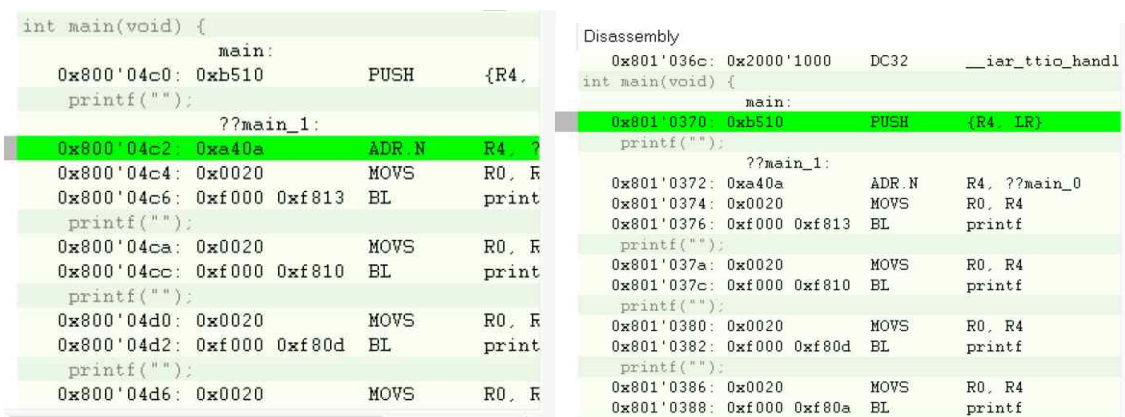 int main(void) {
main:
0x800'04c0: 0xb510 PUSH {R4,
printf("");
??main_1:
0x800'04c2: 0xa40a ADR.N R4, ?
0x800'04c4: 0x0020 MOVS R0, R
0x800'04c6: 0xf000 0xf813 BL print
printf("");
0x800'04ca: 0x0020 MOVS R0, R
0x800'04cc: 0xf000 0xf810 BL print
printf("");
0x800'04d0: 0x0020 MOVS R0, R
0x800'04d2: 0xf000 0xf80d BL print
printf("");
0x800'04d6: 0x0020 MOVS R0, R
Disassembly
0x801'036c: 0x2000'1000 DC32 __iar_ttio_handl
int main(void) {
main:
0x801'0370: 0xb510 PUSH {R4, LR}
printf("");
??main_1:
0x801'0372: 0xa40a ADR.N R4, ??main_0
0x801'0374: 0x0020 MOVS R0, R4
0x801'0376: 0xf000 0xf813 BL printf
printf("");
0x801'037a: 0x0020 MOVS R0, R4
0x801'037c: 0xf000 0xf810 BL printf
printf("");
0x801'0380: 0x0020 MOVS R0, R4
0x801'0382: 0xf000 0xf80d BL printf
printf("");
0x801'0386: 0x0020 MOVS R0, R4
0x801'0388: 0xf000 0xf80a BL printf